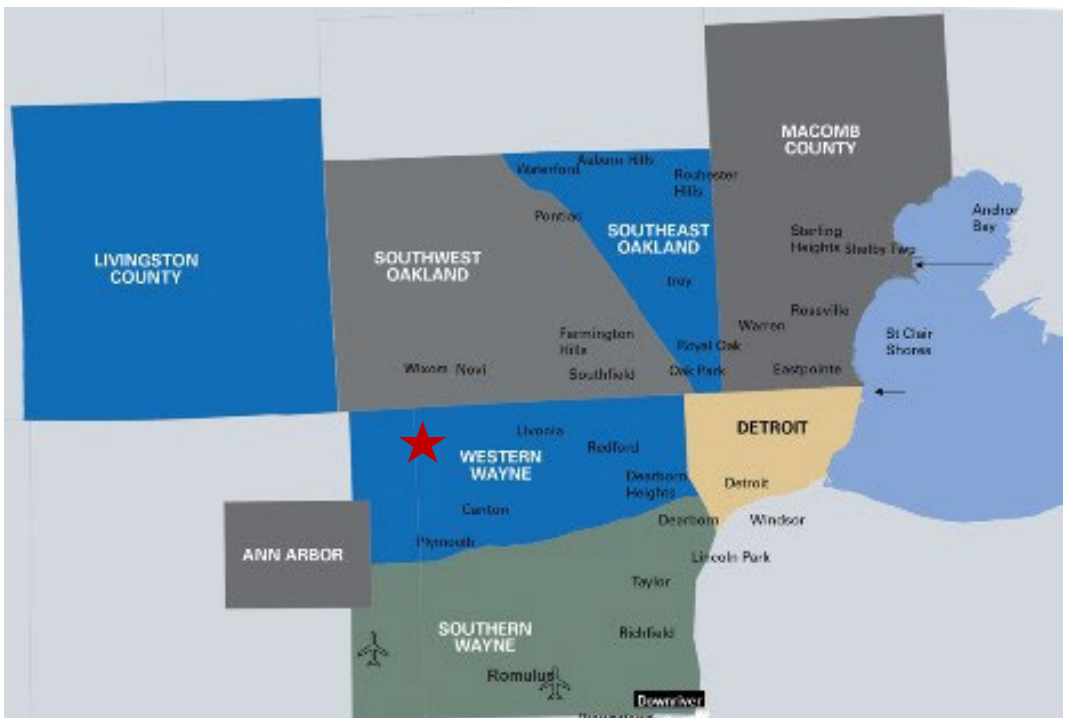 MACOMB
COUNTY
Waterford
Auburn Hills
Rochester
Hills
Anchor
Bay
Pontiac
SOUTHEAST
OAKLAND
Sterling
Heights
Shelby Twp
LIVINGSTON
COUNTY
SOUTHWEST
OAKLAND
Troy
Roseville
Warren
St Clair
Shores
Farmington
Hills
Royal Oak
Wixom
Novi
Southfield
Oak Park
Eastpointe
Livonia
DETROIT
Redford
WESTERN
WAYNE
Dearborn
Heights
Detroit
Canton
Dearborn
Windsor
Plymouth
ANN ARBOR
Lincoln Park
Taylor
SOUTHERN
WAYNE
Richfield
Romulus
Downriver